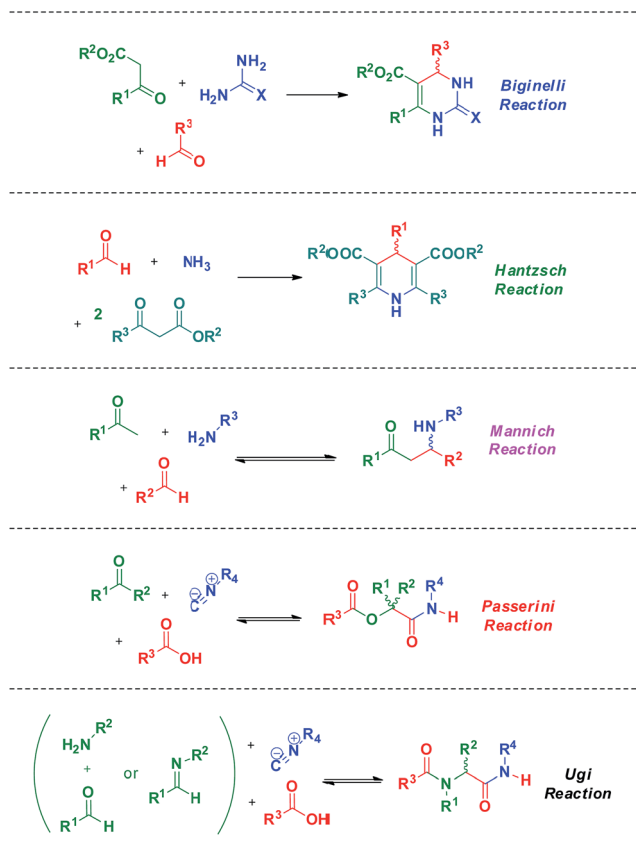 R²O₂C
R¹
O
+
NH₂
H₂N
X
+
R³
H
O
R³
R²O₂C
NH
R¹
N
H
X
Biginelli
Reaction
O
R¹
H
+
NH₃
+
2
O
O
R³
OR²
R¹
R²OOC
COOR²
R³
N
H
R³
Hantzsch
Reaction
O
R¹
+
H₂N
R³
+
O
R²
H
O
HN
R³
R¹
R²
Mannich
Reaction
O
R¹
R²
+
C
N
R₄
+
O
R³
OH
O
R¹
R²
R⁴
R³
O
N
H
O
Passerini
Reaction
H₂N
R²
+
O
R¹
H
or
N
R²
R¹
H
+
C
N
R₄
+
O
R³
OH
O
R²
R⁴
R³
N
R¹
N
H
O
Ugi
Reaction